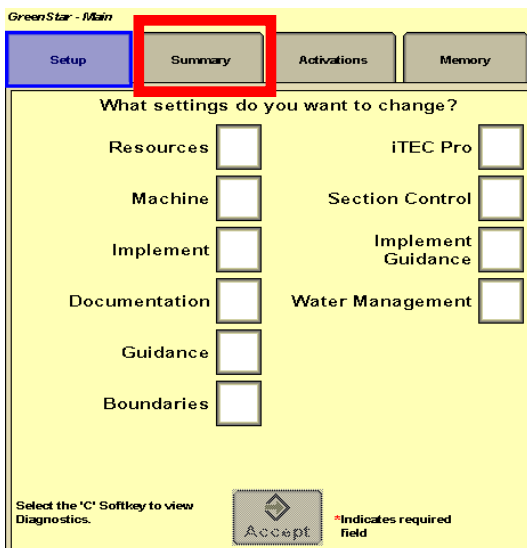 GreenStar - Main
Setup
Summary
Activations
Memory
What settings do you want to change?
Resources
iTEC Pro
Machine
Section Control
Implement
Implement
Guidance
Documentation
Water Management
Guidance
Boundaries
Select the 'C' Softkey to view
Diagnostics.
Accept
*Indicates required
field